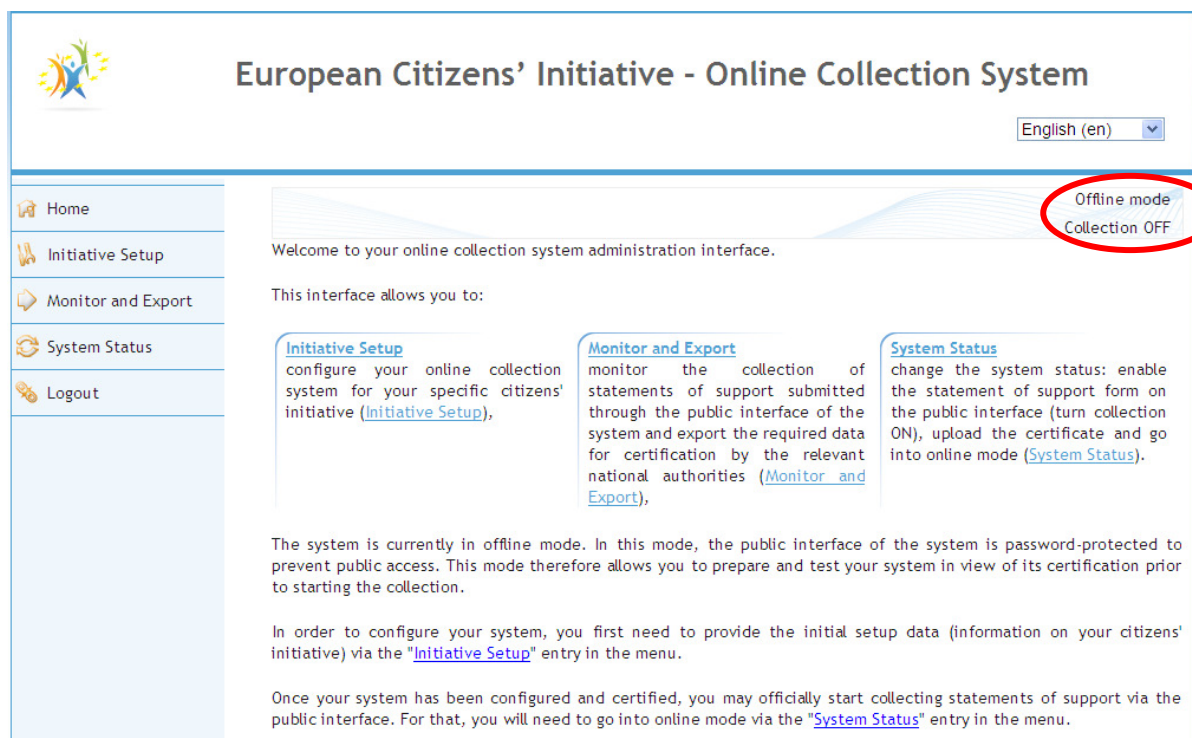 European Citizens' Initiative - Online Collection System
English (en)
Home
Initiative Setup
Monitor and Export
System Status
Logout
Offline mode
Collection OFF
Welcome to your online collection system administration interface.
This interface allows you to:
Initiative Setup
configure your online collection
system for your specific citizens'
initiative (Initiative Setup),
Monitor and Export
monitor the collection of
statements of support submitted
through the public interface of the
system and export the required data
for certification by the relevant
national authorities (Monitor and
Export),
System Status
change the system status: enable
the statement of support form on
the public interface (turn collection
ON), upload the certificate and go
into online mode (System Status).
The system is currently in offline mode. In this mode, the public interface of the system is password-protected to
prevent public access. This mode therefore allows you to prepare and test your system in view of its certification prior
to starting the collection.
In order to configure your system, you first need to provide the initial setup data (information on your citizens'
initiative) via the "Initiative Setup" entry in the menu.
Once your system has been configured and certified, you may officially start collecting statements of support via the
public interface. For that, you will need to go into online mode via the "System Status" entry in the menu.